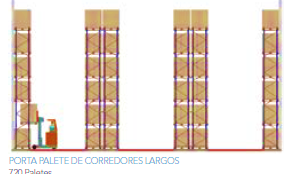 PORTA PALETE DE CORREDORES LARGOS
720 Paletes